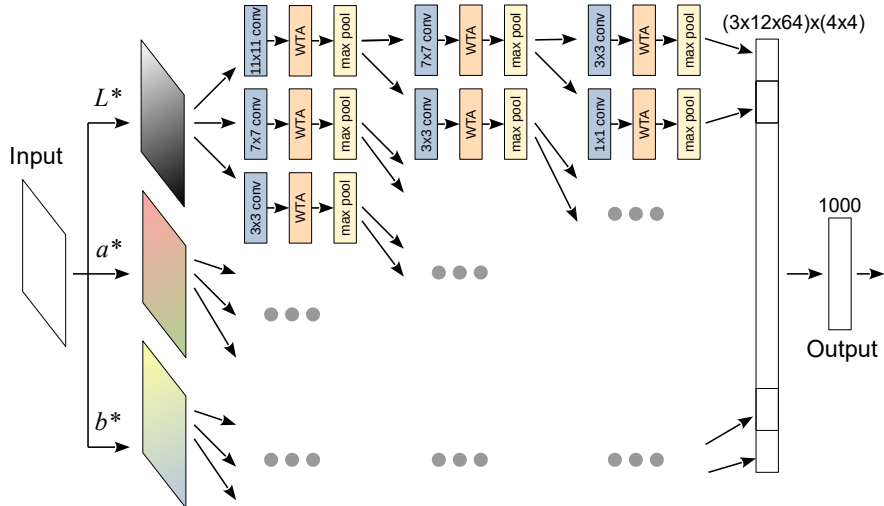 (3x12x64)x(4x4)
11x11 conv
WTA
max pool
7x7 conv
WTA
max pool
3x3 conv
WTA
max pool
L*
7x7 conv
WTA
max pool
3x3 conv
WTA
max pool
1x1 conv
WTA
max pool
Input
3x3 conv
WTA
max pool
a*
1000
Output
b*